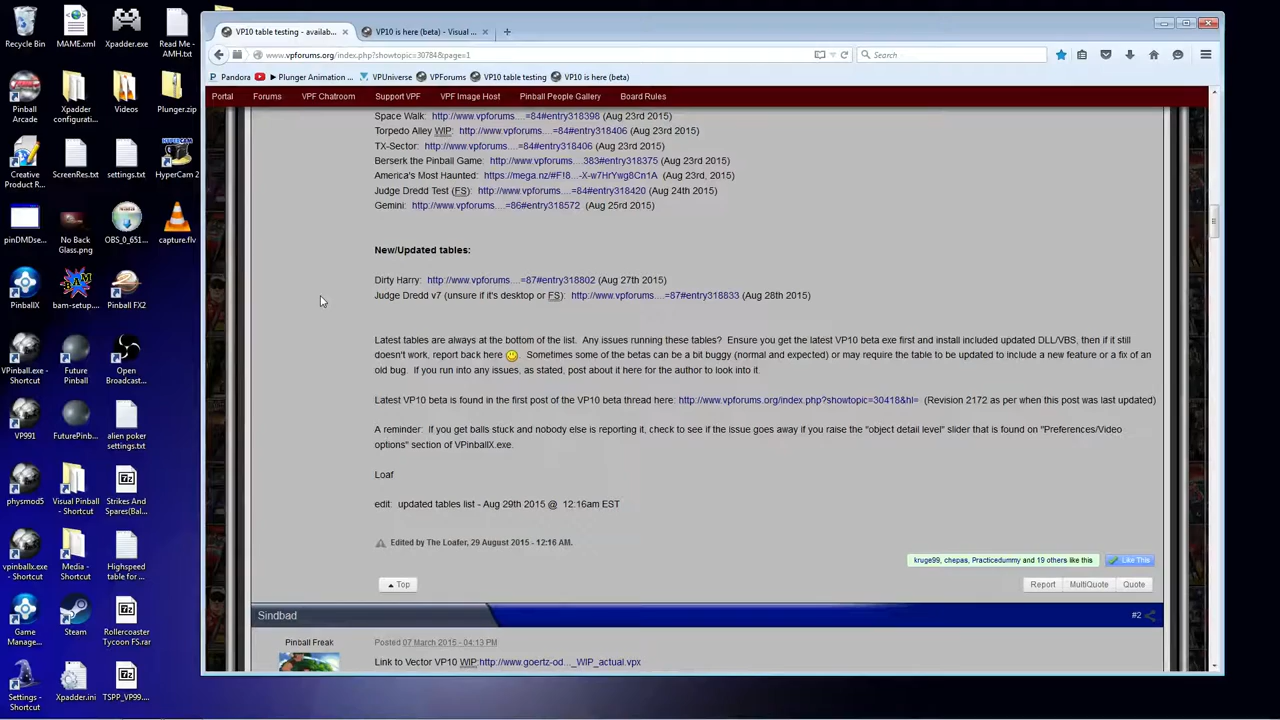 Recycle Bin
MAME.xml
Xpadder.exe
Read Me - AMH.txt
Pinball Arcade
Xpadder configurati...
Videos
Plunger.zip
Creative Product R...
ScreenRes.txt
settings.txt
HyperCam 2
pinDMDse...
No Back Glass.png
OBS_0_651...
capture.flv
PinballX
bam-setup...
Pinball FX2
VPinball.exe - Shortcut
Future Pinball
Open Broadcast...
VP991
FuturePinb...
alien poker settings.txt
physmod5
Visual Pinball - Shortcut
Strikes And Spares(Bal...
vpinballx.exe - Shortcut
Media - Shortcut
Highspeed table for ...
Game Manage...
Steam
Rollercoaster Tycoon FS.rar
Settings - Shortcut
Xpadder.ini
TSPP_VP99....
VP10 table testing - availab... ×
VP10 is here (beta) - Visual ... ×
www.vpforums.org/index.php?showtopic=30784&page=1
Search
Pandora
Plunger Animation ...
VPUniverse
VPForums
VP10 table testing
VP10 is here (beta)
Portal Forums VPF Chatroom Support VPF VPF Image Host Pinball People Gallery Board Rules
Space Walk: http://www.vpforums....=84#entry318398 (Aug 23rd 2015)
Torpedo Alley WIP: http://www.vpforums....=84#entry318406 (Aug 23rd 2015)
TX-Sector: http://www.vpforums....=84#entry318406 (Aug 23rd 2015)
Berserk the Pinball Game: http://www.vpforums....383#entry318375 (Aug 23rd 2015)
America's Most Haunted: https://mega.nz/#F!8...-X-w7HrYwg8Cn1A (Aug 23rd, 2015)
Judge Dredd Test (FS): http://www.vpforums....=84#entry318420 (Aug 24th 2015)
Gemini: http://www.vpforums....=86#entry318572 (Aug 25rd 2015)
New/Updated tables:
Dirty Harry: http://www.vpforums....=87#entry318802 (Aug 27th 2015)
Judge Dredd v7 (unsure if it's desktop or FS): http://www.vpforums....=87#entry318833 (Aug 28th 2015)
Latest tables are always at the bottom of the list. Any issues running these tables? Ensure you get the latest VP10 beta exe first and install included updated DLL/VBS, then if it still
doesn't work, report back here Sometimes some of the betas can be a bit buggy (normal and expected) or may require the table to be updated to include a new feature or a fix of an
old bug. If you run into any issues, as stated, post about it here for the author to look into it.
Latest VP10 beta is found in the first post of the VP10 beta thread here: http://www.vpforums.org/index.php?showtopic=30418&hl= (Revision 2172 as per when this post was last updated)
A reminder: If you get balls stuck and nobody else is reporting it, check to see if the issue goes away if you raise the "object detail level" slider that is found on "Preferences/Video
options" section of VPinballX.exe.
Loaf
edit: updated tables list - Aug 29th 2015 @ 12:16am EST
Edited by The Loafer, 29 August 2015 - 12:16 AM.
kruge99, chepas, Practicedummy and 19 others like this
Like This
Top
Report MultiQuote Quote
Sindbad
#2
Pinball Freak
Posted 07 March 2015 - 04:13 PM
Link to Vector VP10 WIP:http://www.goertz-od..._WIP_actual.vpx